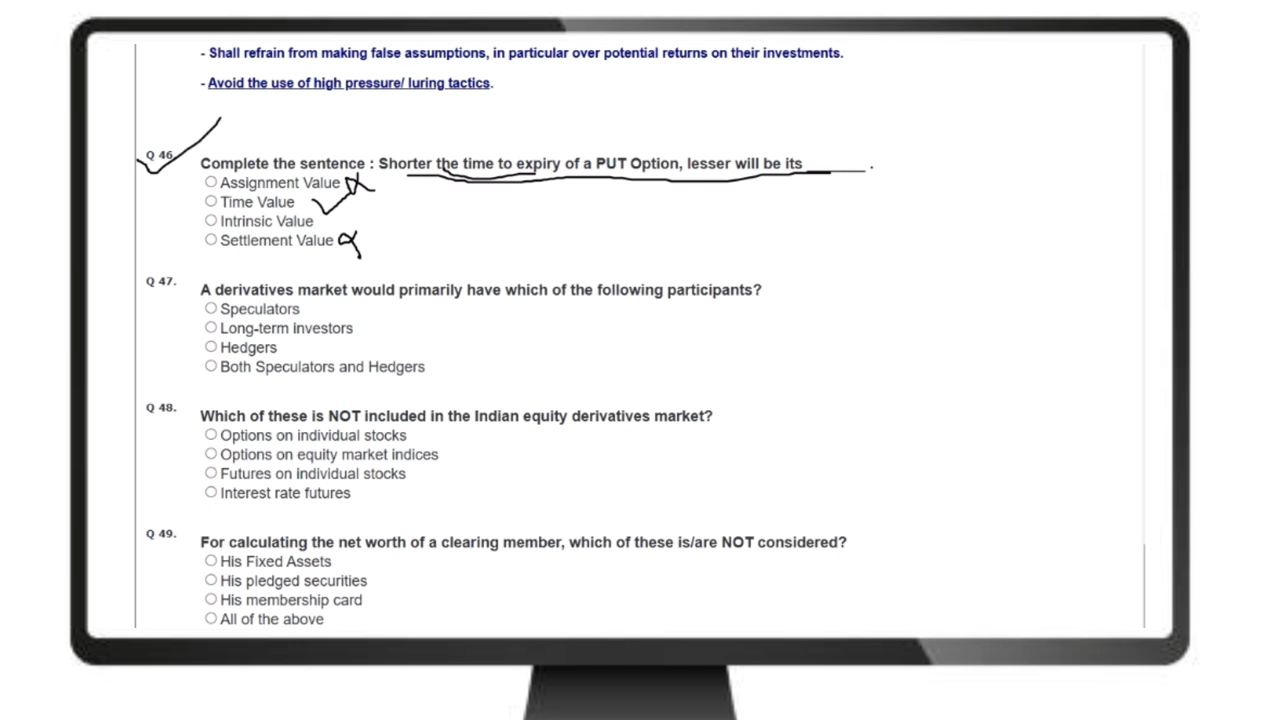 - Shall refrain from making false assumptions, in particular over potential returns on their investments.
- Avoid the use of high pressure/ luring tactics.
Q 46.
Complete the sentence : Shorter the time to expiry of a PUT Option, lesser will be its ______ .
Assignment Value
Time Value
Intrinsic Value
Settlement Value
Q 47.
A derivatives market would primarily have which of the following participants?
Speculators
Long-term investors
Hedgers
Both Speculators and Hedgers
Q 48.
Which of these is NOT included in the Indian equity derivatives market?
Options on individual stocks
Options on equity market indices
Futures on individual stocks
Interest rate futures
Q 49.
For calculating the net worth of a clearing member, which of these is/are NOT considered?
His Fixed Assets
His pledged securities
His membership card
All of the above